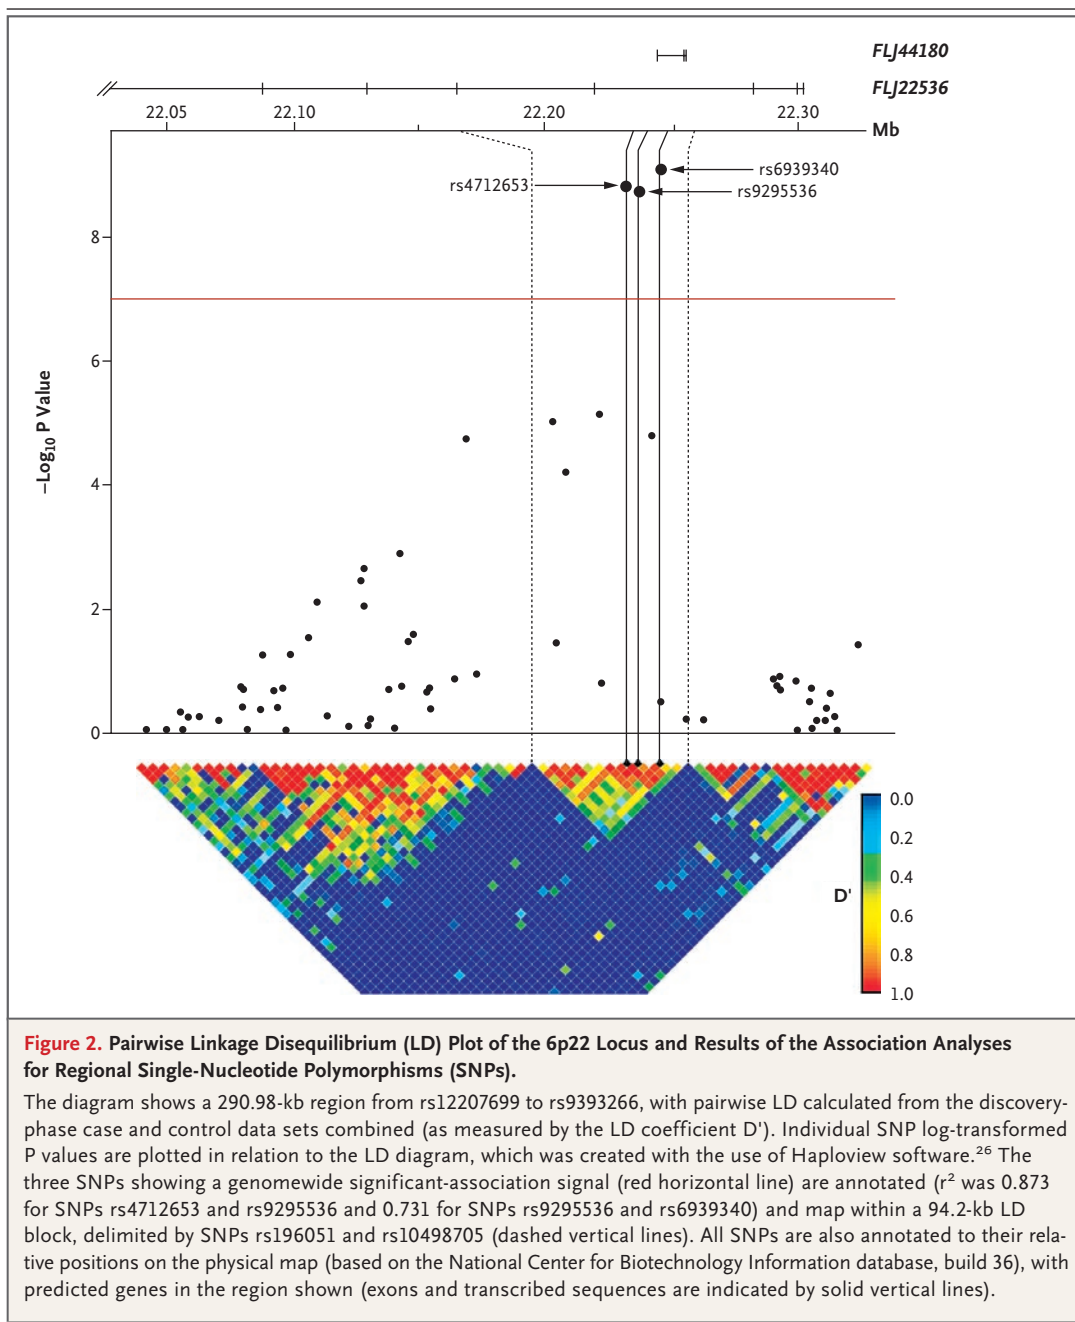 FLJ44180
FLJ22536
22.05 22.10 22.20 22.30
Mb
rs6939340
rs4712653
rs9295536
8
6
4
2
0
−Log₁₀ P Value
0.0
0.2
0.4
0.6
0.8
1.0
D'
Figure 2. Pairwise Linkage Disequilibrium (LD) Plot of the 6p22 Locus and Results of the Association Analyses
for Regional Single-Nucleotide Polymorphisms (SNPs).
The diagram shows a 290.98-kb region from rs12207699 to rs9393266, with pairwise LD calculated from the discovery-
phase case and control data sets combined (as measured by the LD coefficient D'). Individual SNP log-transformed
P values are plotted in relation to the LD diagram, which was created with the use of Haploview software.²⁶ The
three SNPs showing a genomewide significant-association signal (red horizontal line) are annotated (r² was 0.873
for SNPs rs4712653 and rs9295536 and 0.731 for SNPs rs9295536 and rs6939340) and map within a 94.2-kb LD
block, delimited by SNPs rs196051 and rs10498705 (dashed vertical lines). All SNPs are also annotated to their rela-
tive positions on the physical map (based on the National Center for Biotechnology Information database, build 36), with
predicted genes in the region shown (exons and transcribed sequences are indicated by solid vertical lines).